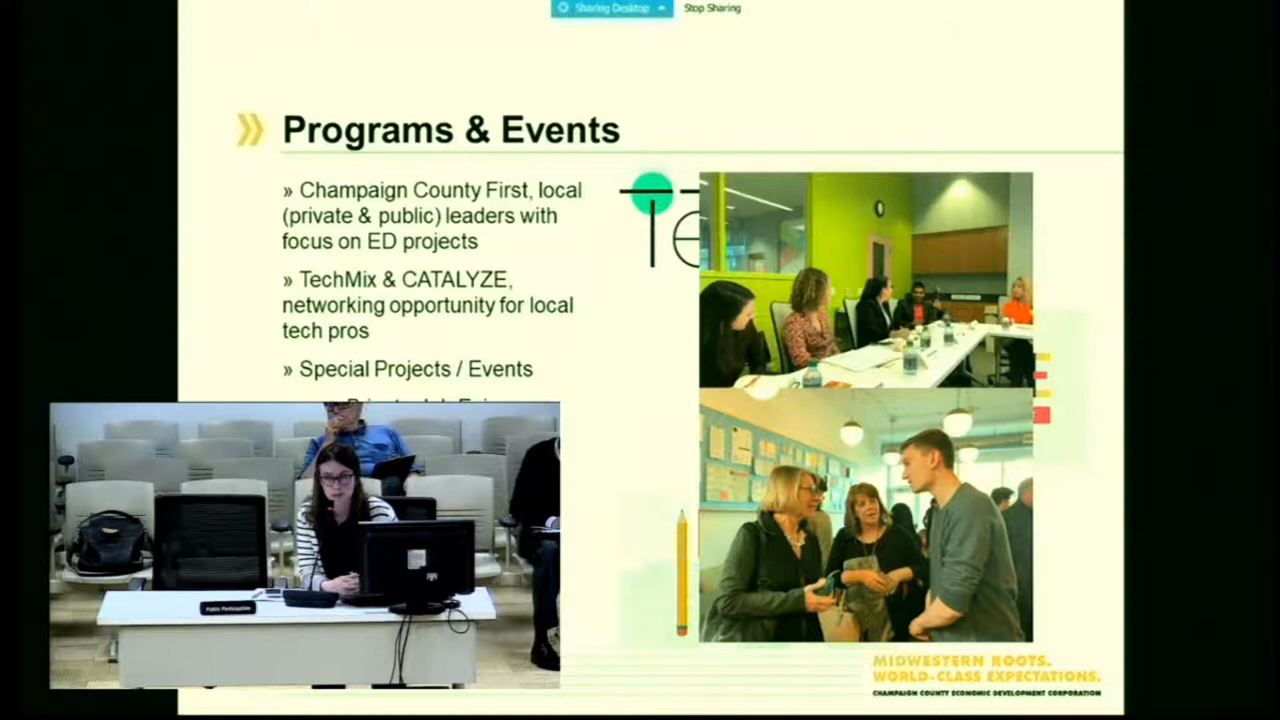 Sharing Desktop Stop Sharing
Programs & Events
» Champaign County First, local
(private & public) leaders with
focus on ED projects
» TechMix & CATALYZE,
networking opportunity for local
tech pros
» Special Projects / Events
Te
Public Participation
MIDWESTERN ROOTS.
WORLD-CLASS EXPECTATIONS.
CHAMPAIGN COUNTY ECONOMIC DEVELOPMENT CORPORATION